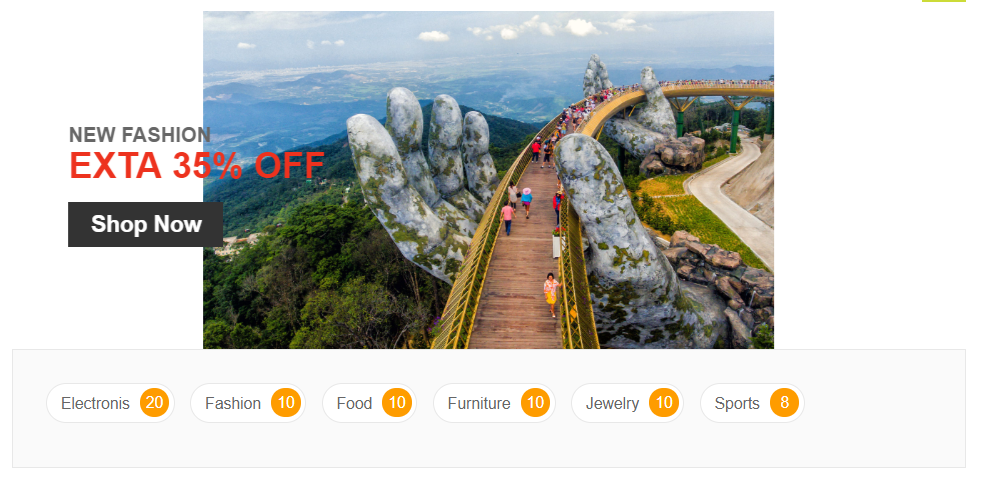 NEW FASHION
EXTA 35% OFF
Shop Now
Electronis 20 Fashion 10 Food 10 Furniture 10 Jewelry 10 Sports 8